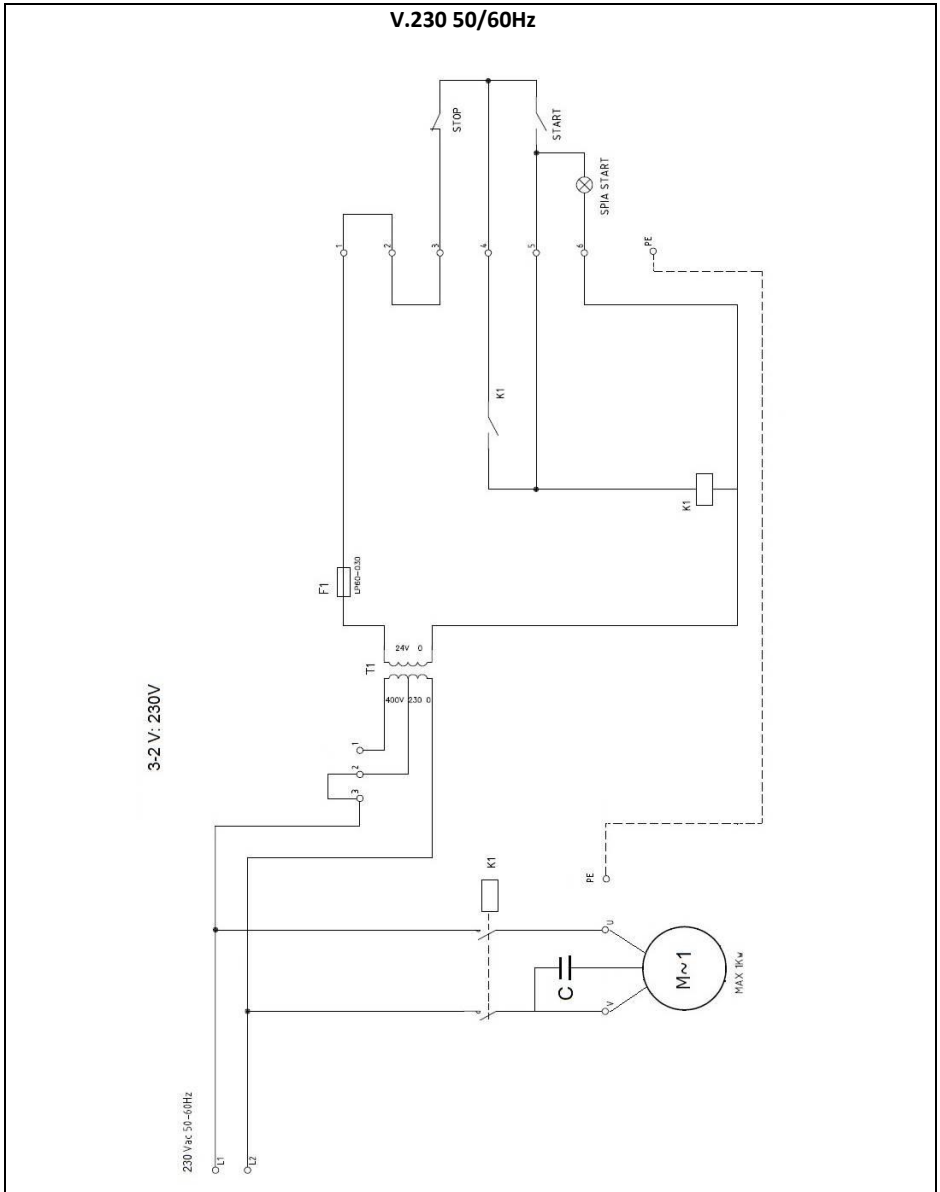 V.230 50/60Hz
STOP
START
SPIA START
1
2
3
4
5
6
PE
K1
K1
F1
LP60-030
24V 0
T1
400V 230 0
3-2 V: 230V
1
2
3
K1
PE
U
V
C
M~1
MAX 1Kw
230 Vac 50-60Hz
L1
L2